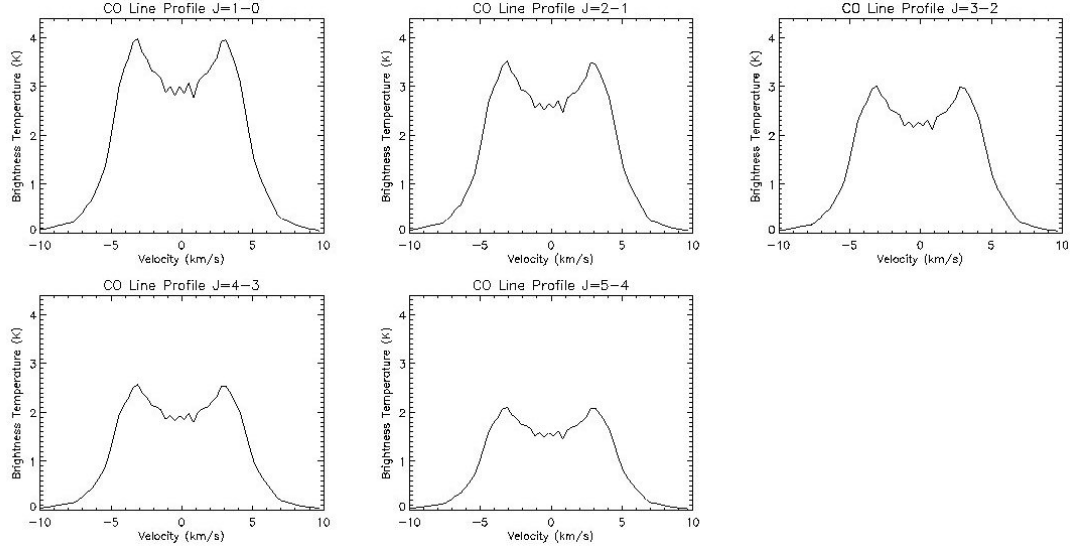 CO Line Profile J=1−0
4
3
2
1
0
Brightness Temperature (K)
−10 −5 0 5 10
Velocity (km/s)
CO Line Profile J=2−1
4
3
2
1
0
Brightness Temperature (K)
−10 −5 0 5 10
Velocity (km/s)
CO Line Profile J=3−2
4
3
2
1
0
Brightness Temperature (K)
−10 −5 0 5 10
Velocity (km/s)
CO Line Profile J=4−3
4
3
2
1
0
Brightness Temperature (K)
−10 −5 0 5 10
Velocity (km/s)
CO Line Profile J=5−4
4
3
2
1
0
Brightness Temperature (K)
−10 −5 0 5 10
Velocity (km/s)